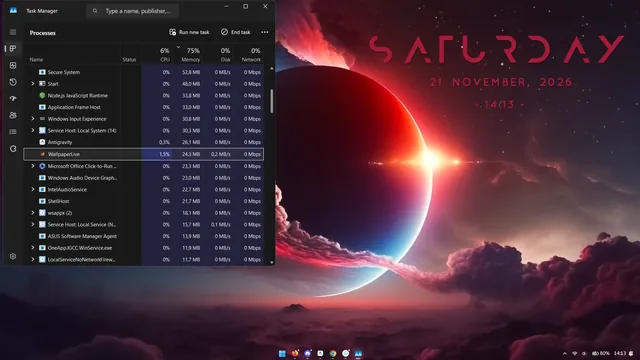 Task Manager
Type a name, publisher,...
Processes
Run new task
End task
6% 75% 0% 0%
Name Status CPU Memory Disk Network
Secure System 0% 52,8 MB 0 MB/s 0 Mbps
Start 0% 48,0 MB 0 MB/s 0 Mbps
Node.js JavaScript Runtime 0% 33,8 MB 0 MB/s 0 Mbps
Application Frame Host 0% 33,0 MB 0 MB/s 0 Mbps
Windows Input Experience 0% 30,8 MB 0 MB/s 0 Mbps
Service Host: Local System (14) 0% 30,3 MB 0 MB/s 0 Mbps
Antigravity 0,3% 26,1 MB 0 MB/s 0 Mbps
WallpaperLive 1,5% 24,3 MB 0,2 MB/s 0 Mbps
Microsoft Office Click-to-Run ... 0% 23,3 MB 0 MB/s 0 Mbps
Windows Audio Device Graph... 0% 23,0 MB 0 MB/s 0 Mbps
IntelAudioService 0% 22,7 MB 0 MB/s 0 Mbps
ShellHost 0% 21,7 MB 0 MB/s 0 Mbps
wsappx (2) 0% 18,1 MB 0 MB/s 0 Mbps
Service Host: Local Service (N... 0% 15,7 MB 0,1 MB/s 0 Mbps
ASUS Software Manager Agent 0% 13,9 MB 0 MB/s 0 Mbps
OneApp.IGCC.WinService.exe 0% 11,9 MB 0 MB/s 0 Mbps
LocalServiceNoNetworkFirew... 0% 11,8 MB 0 MB/s 0 Mbps
SATURDAY
21 NOVEMBER, 2026.
- 14:13 -
80% 14:13